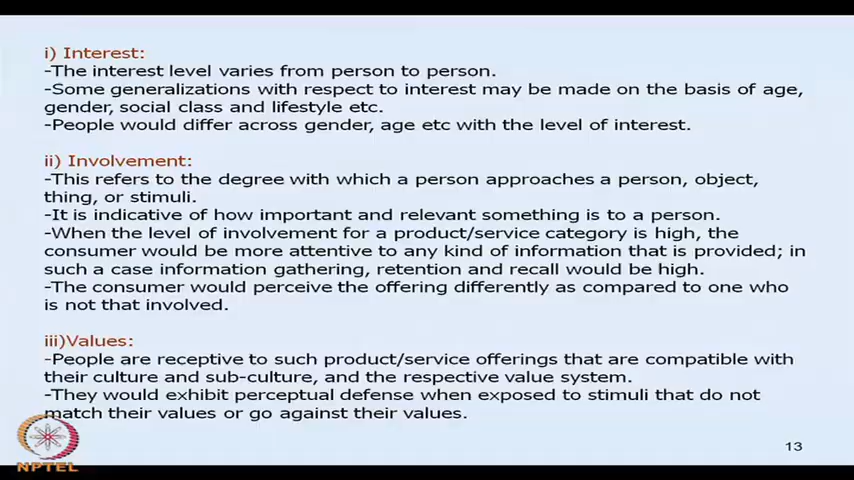 i) Interest:
-The interest level varies from person to person.
-Some generalizations with respect to interest may be made on the basis of age,
gender, social class and lifestyle etc.
-People would differ across gender, age etc with the level of interest.
ii) Involvement:
-This refers to the degree with which a person approaches a person, object,
thing, or stimuli.
-It is indicative of how important and relevant something is to a person.
-When the level of involvement for a product/service category is high, the
consumer would be more attentive to any kind of information that is provided; in
such a case information gathering, retention and recall would be high.
-The consumer would perceive the offering differently as compared to one who
is not that involved.
iii)Values:
-People are receptive to such product/service offerings that are compatible with
their culture and sub-culture, and the respective value system.
-They would exhibit perceptual defense when exposed to stimuli that do not
match their values or go against their values.
13
NPTEL